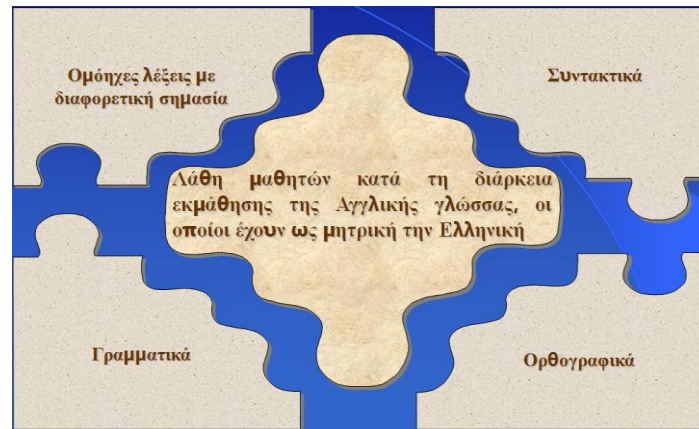 Ομόηχες λέξεις με
διαφορετική σημασία
Συντακτικά
Λάθη μαθητών κατά τη διάρκεια
εκμάθησης της Αγγλικής γλώσσας, οι
οποίοι έχουν ως μητρική την Ελληνική
Γραμματικά
Ορθογραφικά